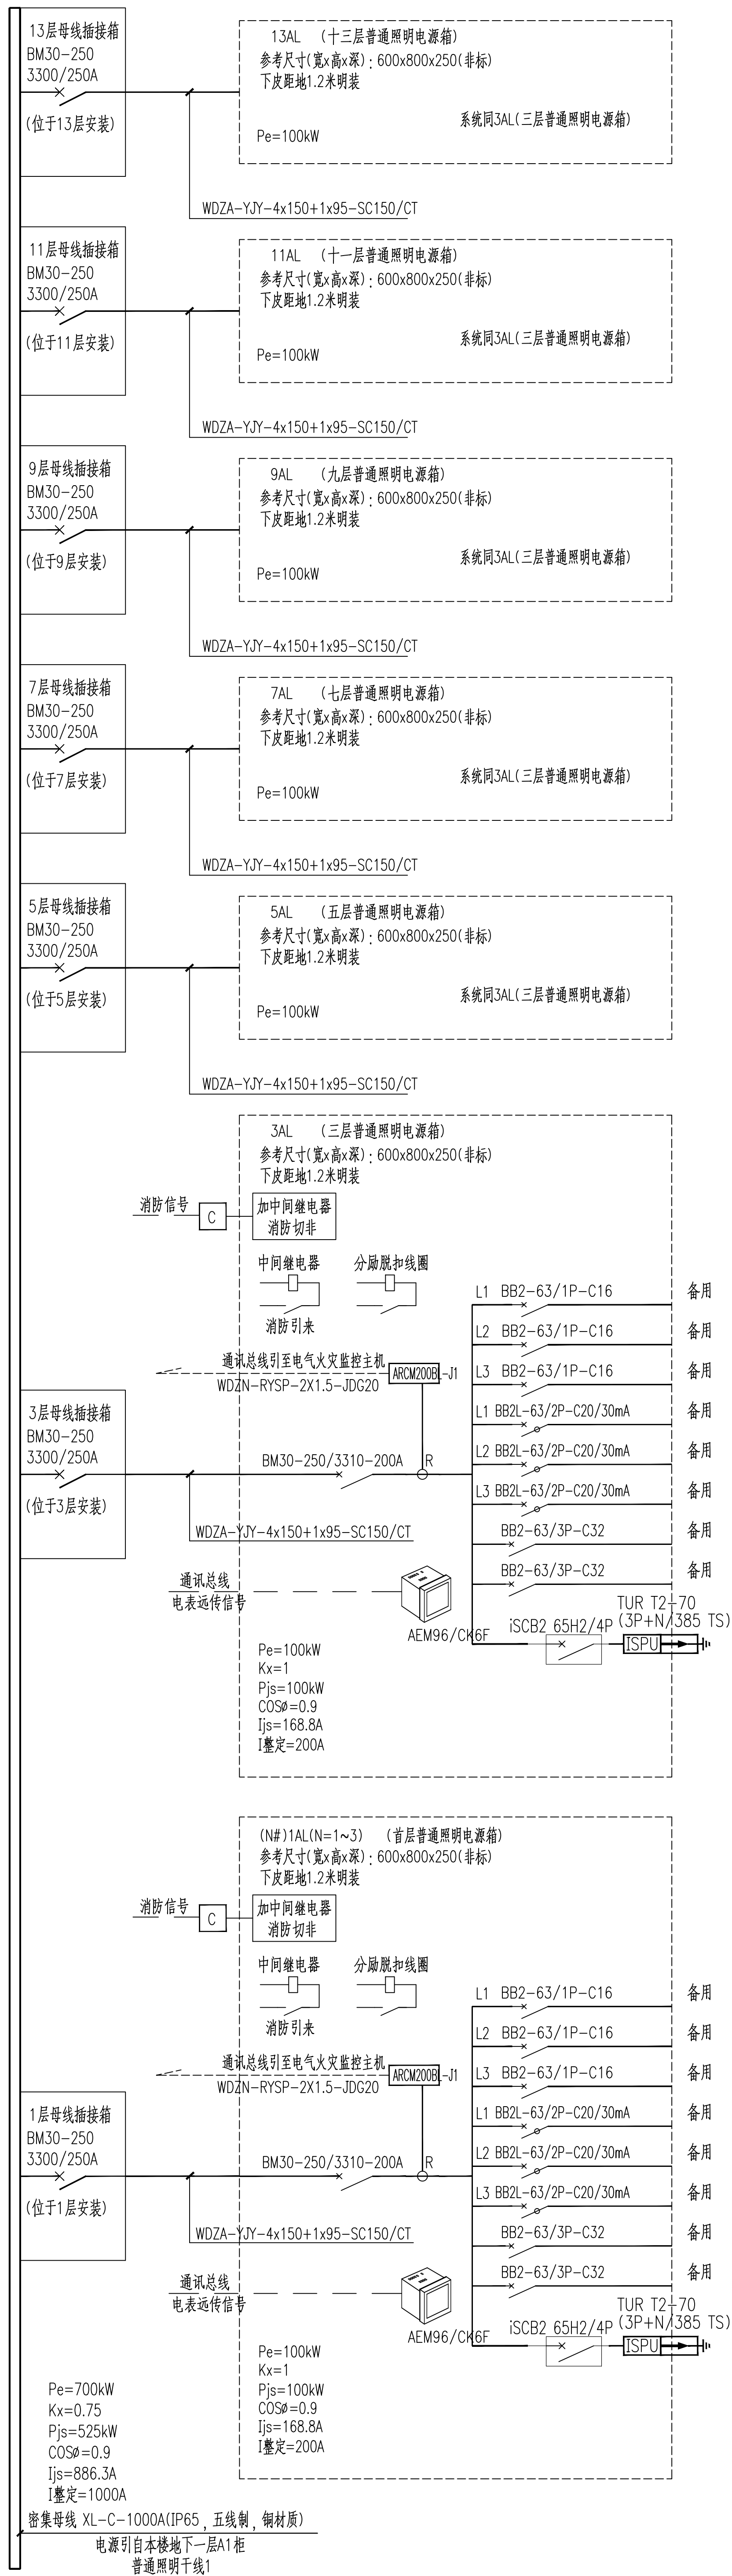 13层母线插接箱
BM30-250
3300/250A
(位于13层安装)
13AL (十三层普通照明电源箱)
参考尺寸(宽x高x深):600x800x250(非标)
下皮距地1.2米明装
系统同3AL(三层普通照明电源箱)
Pe=100kW
WDZA-YJY-4x150+1x95-SC150/CT
11层母线插接箱
BM30-250
3300/250A
(位于11层安装)
11AL (十一层普通照明电源箱)
参考尺寸(宽x高x深):600x800x250(非标)
下皮距地1.2米明装
系统同3AL(三层普通照明电源箱)
Pe=100kW
WDZA-YJY-4x150+1x95-SC150/CT
9层母线插接箱
BM30-250
3300/250A
(位于9层安装)
9AL (九层普通照明电源箱)
参考尺寸(宽x高x深):600x800x250(非标)
下皮距地1.2米明装
系统同3AL(三层普通照明电源箱)
Pe=100kW
WDZA-YJY-4x150+1x95-SC150/CT
7层母线插接箱
BM30-250
3300/250A
(位于7层安装)
7AL (七层普通照明电源箱)
参考尺寸(宽x高x深):600x800x250(非标)
下皮距地1.2米明装
系统同3AL(三层普通照明电源箱)
Pe=100kW
WDZA-YJY-4x150+1x95-SC150/CT
5层母线插接箱
BM30-250
3300/250A
(位于5层安装)
5AL (五层普通照明电源箱)
参考尺寸(宽x高x深):600x800x250(非标)
下皮距地1.2米明装
系统同3AL(三层普通照明电源箱)
Pe=100kW
WDZA-YJY-4x150+1x95-SC150/CT
3AL (三层普通照明电源箱)
参考尺寸(宽x高x深):600x800x250(非标)
下皮距地1.2米明装
消防信号
C
加中间继电器
消防切非
中间继电器
分励脱扣线圈
消防引来
通讯总线引至电气火灾监控主机
WDZN-RYSP-2X1.5-JDG20
ARCM200BL-J1
3层母线插接箱
BM30-250
3300/250A
(位于3层安装)
BM30-250/3310-200A
R
WDZA-YJY-4x150+1x95-SC150/CT
L1 BB2-63/1P-C16 备用
L2 BB2-63/1P-C16 备用
L3 BB2-63/1P-C16 备用
L1 BB2L-63/2P-C20/30mA 备用
L2 BB2L-63/2P-C20/30mA 备用
L3 BB2L-63/2P-C20/30mA 备用
BB2-63/3P-C32 备用
BB2-63/3P-C32 备用
通讯总线
电表远传信号
AEM96/CK6F
iSCB2 65H2/4P
TUR T2-70
(3P+N/385 TS)
ISPU
Pe=100kW
Kx=1
Pjs=100kW
COSø=0.9
Ijs=168.8A
I整定=200A
(N#)1AL(N=1~3) (首层普通照明电源箱)
参考尺寸(宽x高x深):600x800x250(非标)
下皮距地1.2米明装
消防信号
C
加中间继电器
消防切非
中间继电器
分励脱扣线圈
消防引来
通讯总线引至电气火灾监控主机
WDZN-RYSP-2X1.5-JDG20
ARCM200BL-J1
1层母线插接箱
BM30-250
3300/250A
(位于1层安装)
BM30-250/3310-200A
R
WDZA-YJY-4x150+1x95-SC150/CT
L1 BB2-63/1P-C16 备用
L2 BB2-63/1P-C16 备用
L3 BB2-63/1P-C16 备用
L1 BB2L-63/2P-C20/30mA 备用
L2 BB2L-63/2P-C20/30mA 备用
L3 BB2L-63/2P-C20/30mA 备用
BB2-63/3P-C32 备用
BB2-63/3P-C32 备用
通讯总线
电表远传信号
AEM96/CK6F
iSCB2 65H2/4P
TUR T2-70
(3P+N/385 TS)
ISPU
Pe=100kW
Kx=1
Pjs=100kW
COSø=0.9
Ijs=168.8A
I整定=200A
Pe=700kW
Kx=0.75
Pjs=525kW
COSø=0.9
Ijs=886.3A
I整定=1000A
密集母线 XL-C-1000A(IP65,五线制,铜材质)
电源引自本楼地下一层A1柜
普通照明干线1